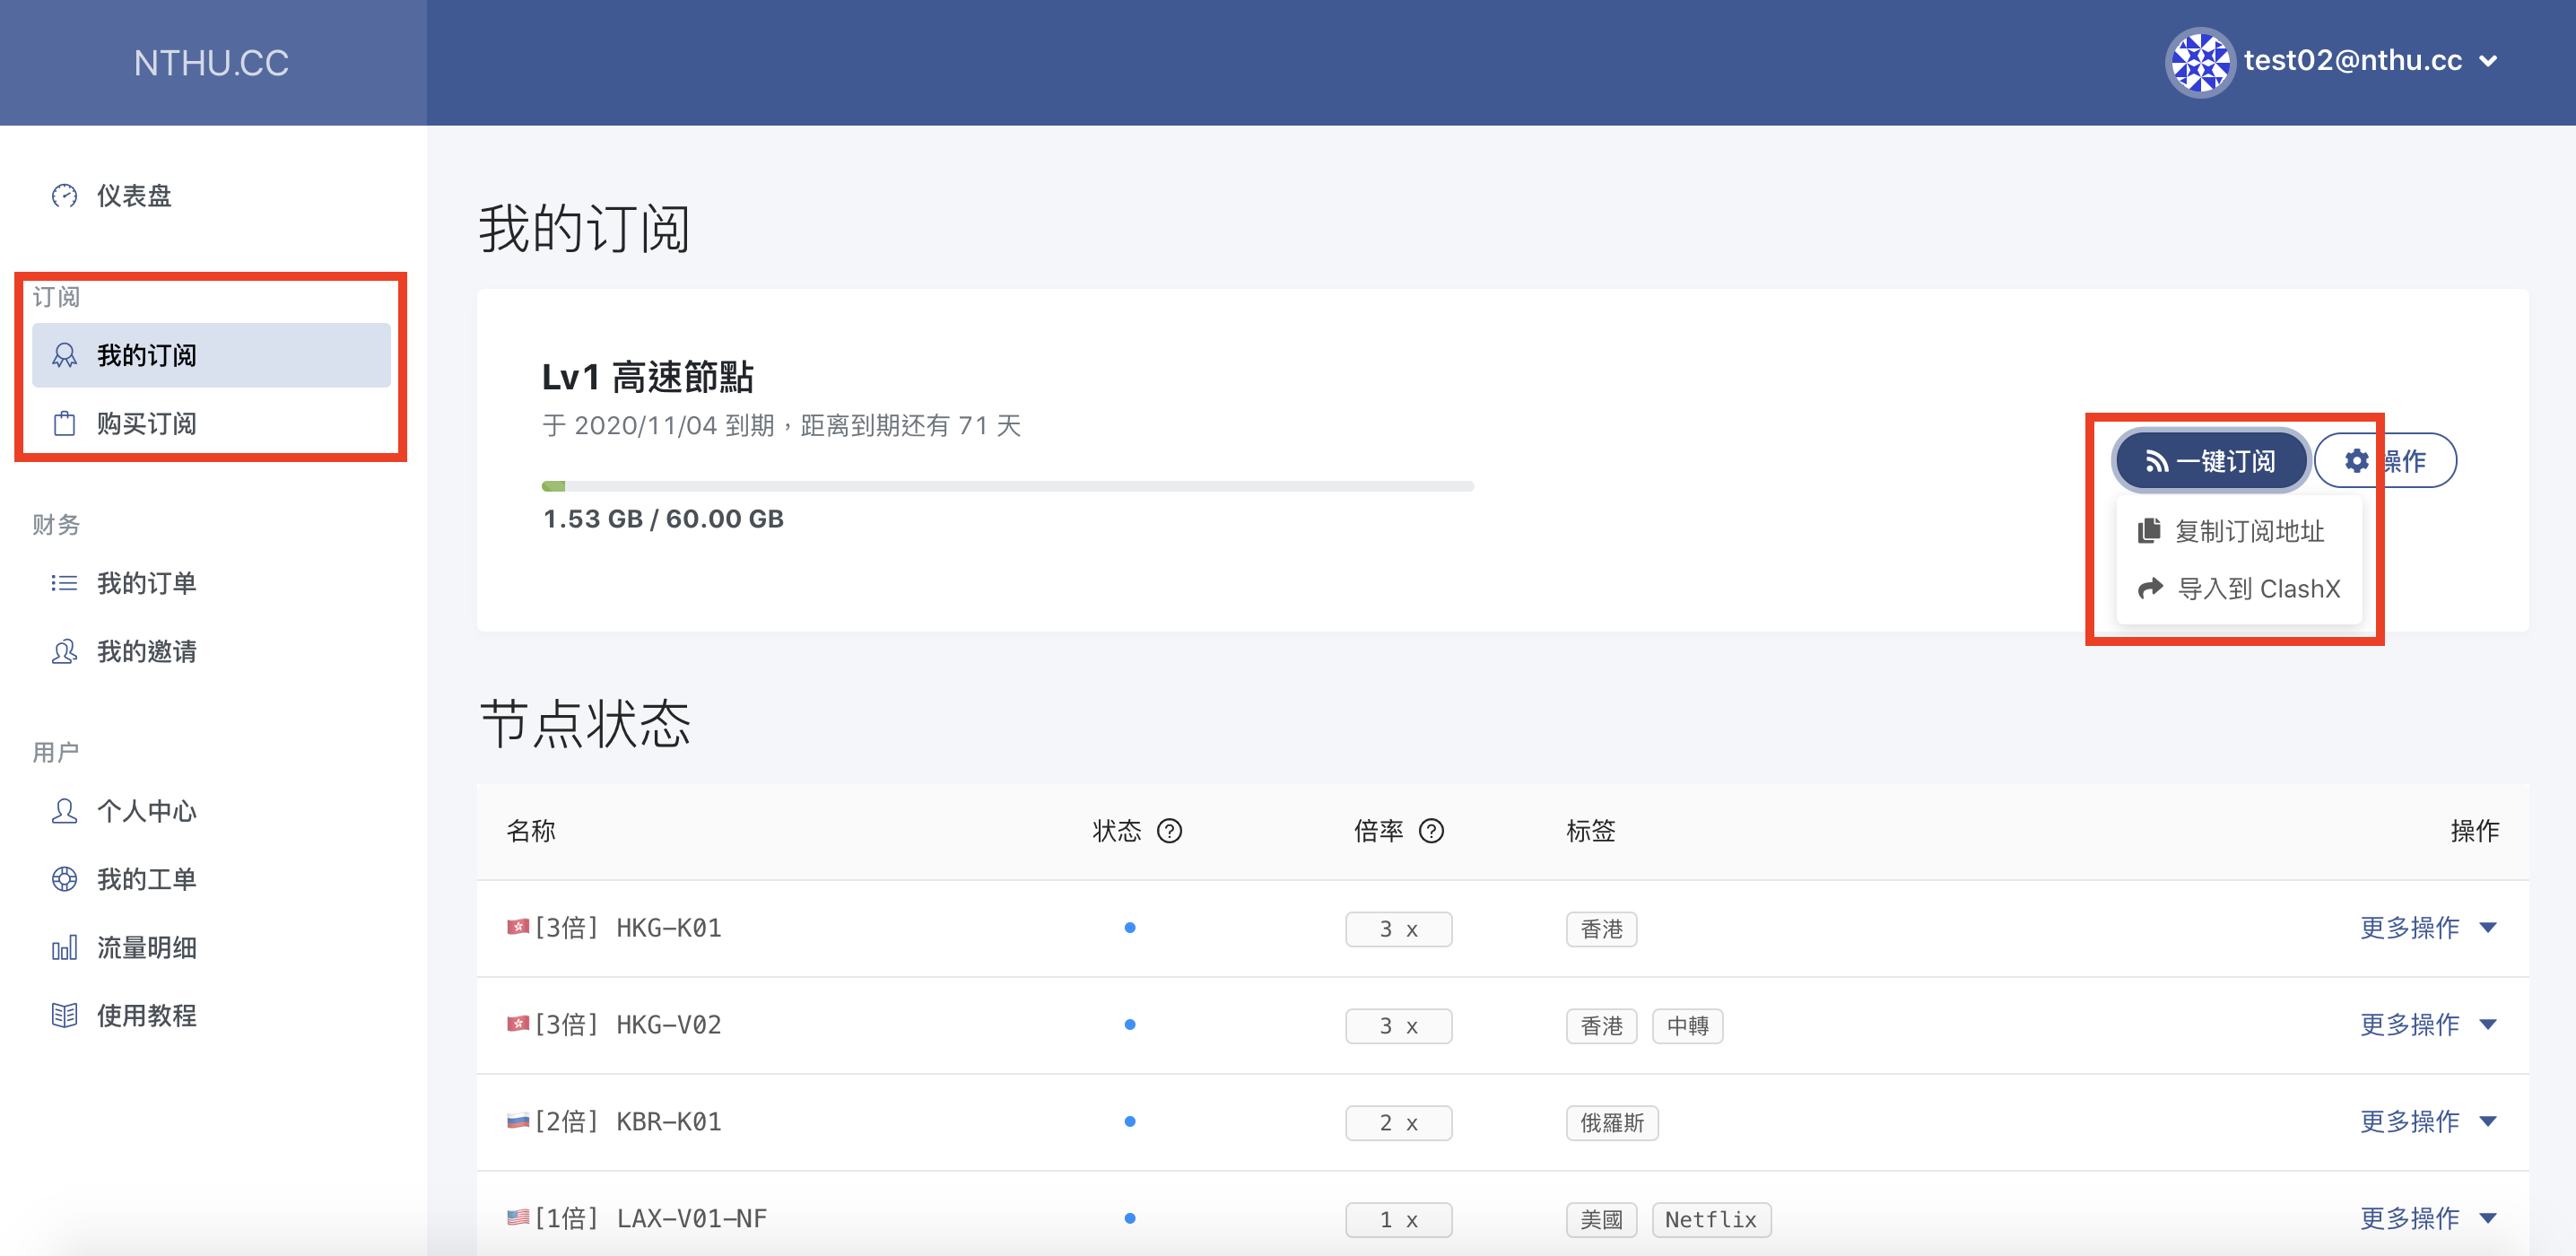 NTHU.CC
test02@nthu.cc
仪表盘
订阅
我的订阅
购买订阅
财务
我的订单
我的邀请
用户
个人中心
我的工单
流量明细
使用教程
我的订阅
Lv1 高速節點
于 2020/11/04 到期，距离到期还有 71 天
1.53 GB / 60.00 GB
一键订阅
操作
复制订阅地址
导入到 ClashX
节点状态
名称 状态 ? 倍率 ? 标签 操作
[3倍] HKG-K01 3 x 香港 更多操作
[3倍] HKG-V02 3 x 香港 中轉 更多操作
[2倍] KBR-K01 2 x 俄羅斯 更多操作
[1倍] LAX-V01-NF 1 x 美國 Netflix 更多操作